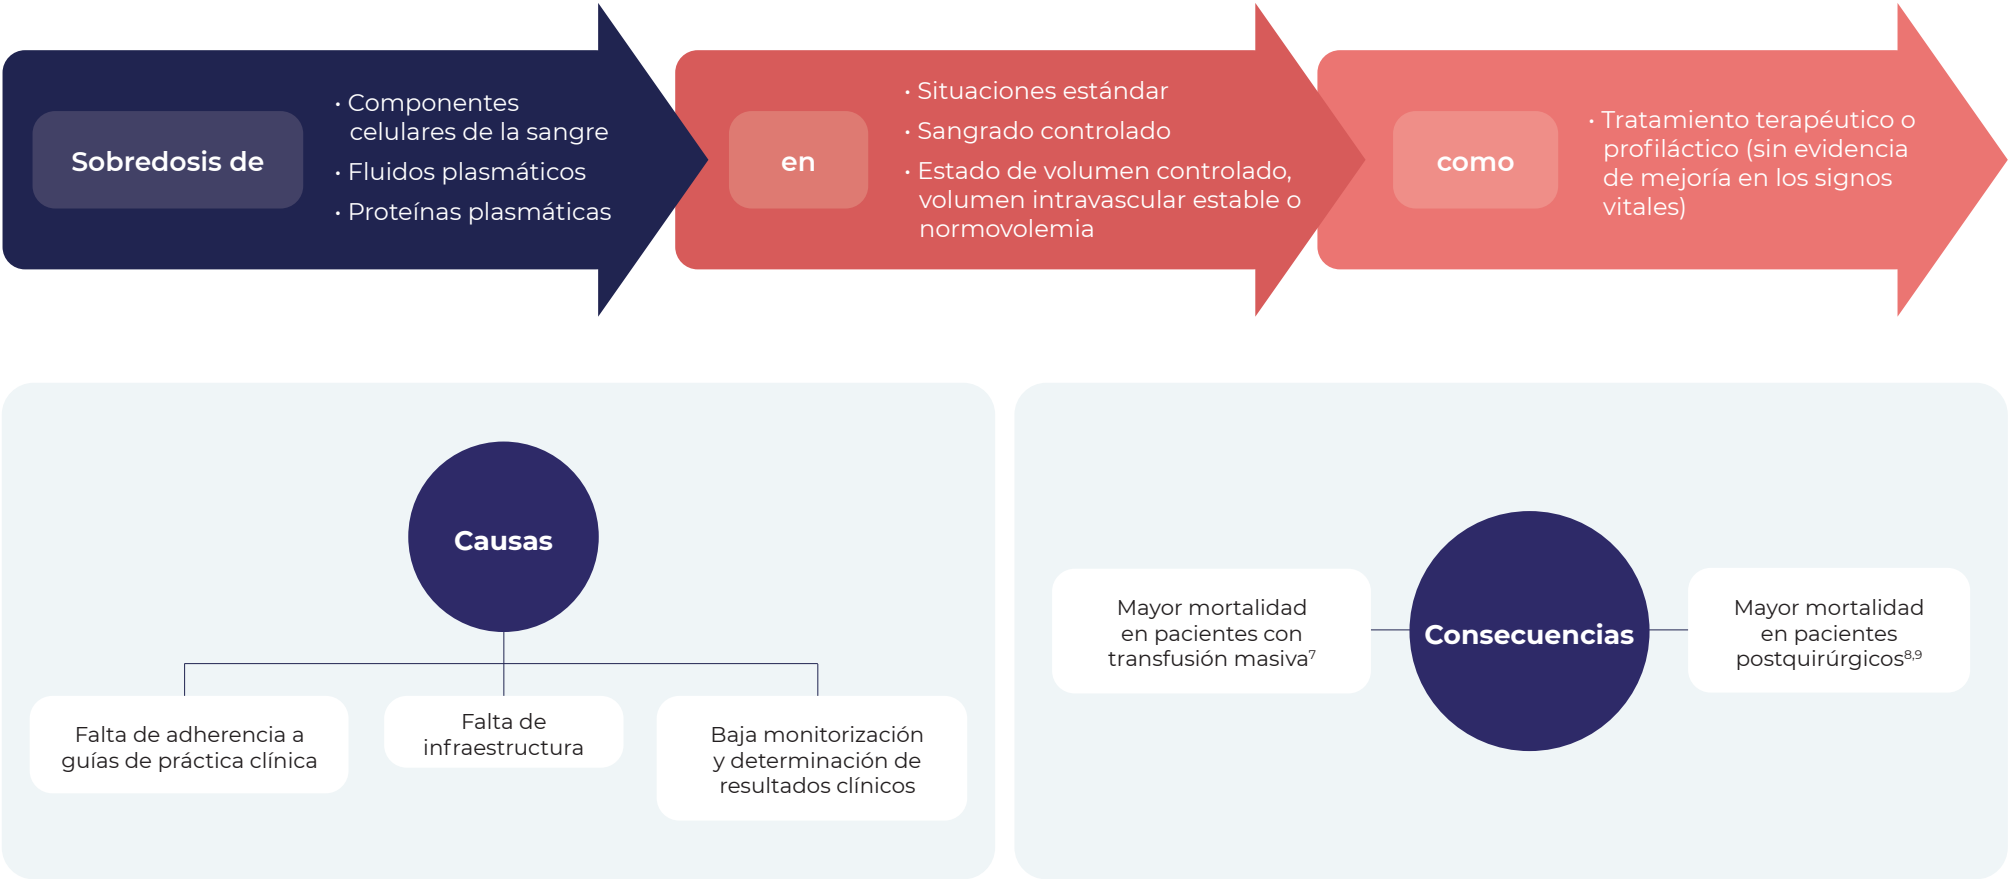 Sobredosis de
· Componentes
celulares de la sangre
· Fluidos plasmáticos
· Proteínas plasmáticas
en
· Situaciones estándar
· Sangrado controlado
· Estado de volumen controlado,
volumen intravascular estable o
normovolemia
como
· Tratamiento terapéutico o
profiláctico (sin evidencia
de mejoría en los signos
vitales)
Causas
Falta de adherencia a
guías de práctica clínica
Falta de
infraestructura
Baja monitorización
y determinación de
resultados clínicos
Mayor mortalidad
en pacientes con
transfusión masiva⁷
Consecuencias
Mayor mortalidad
en pacientes
postquirúrgicos⁸,⁹